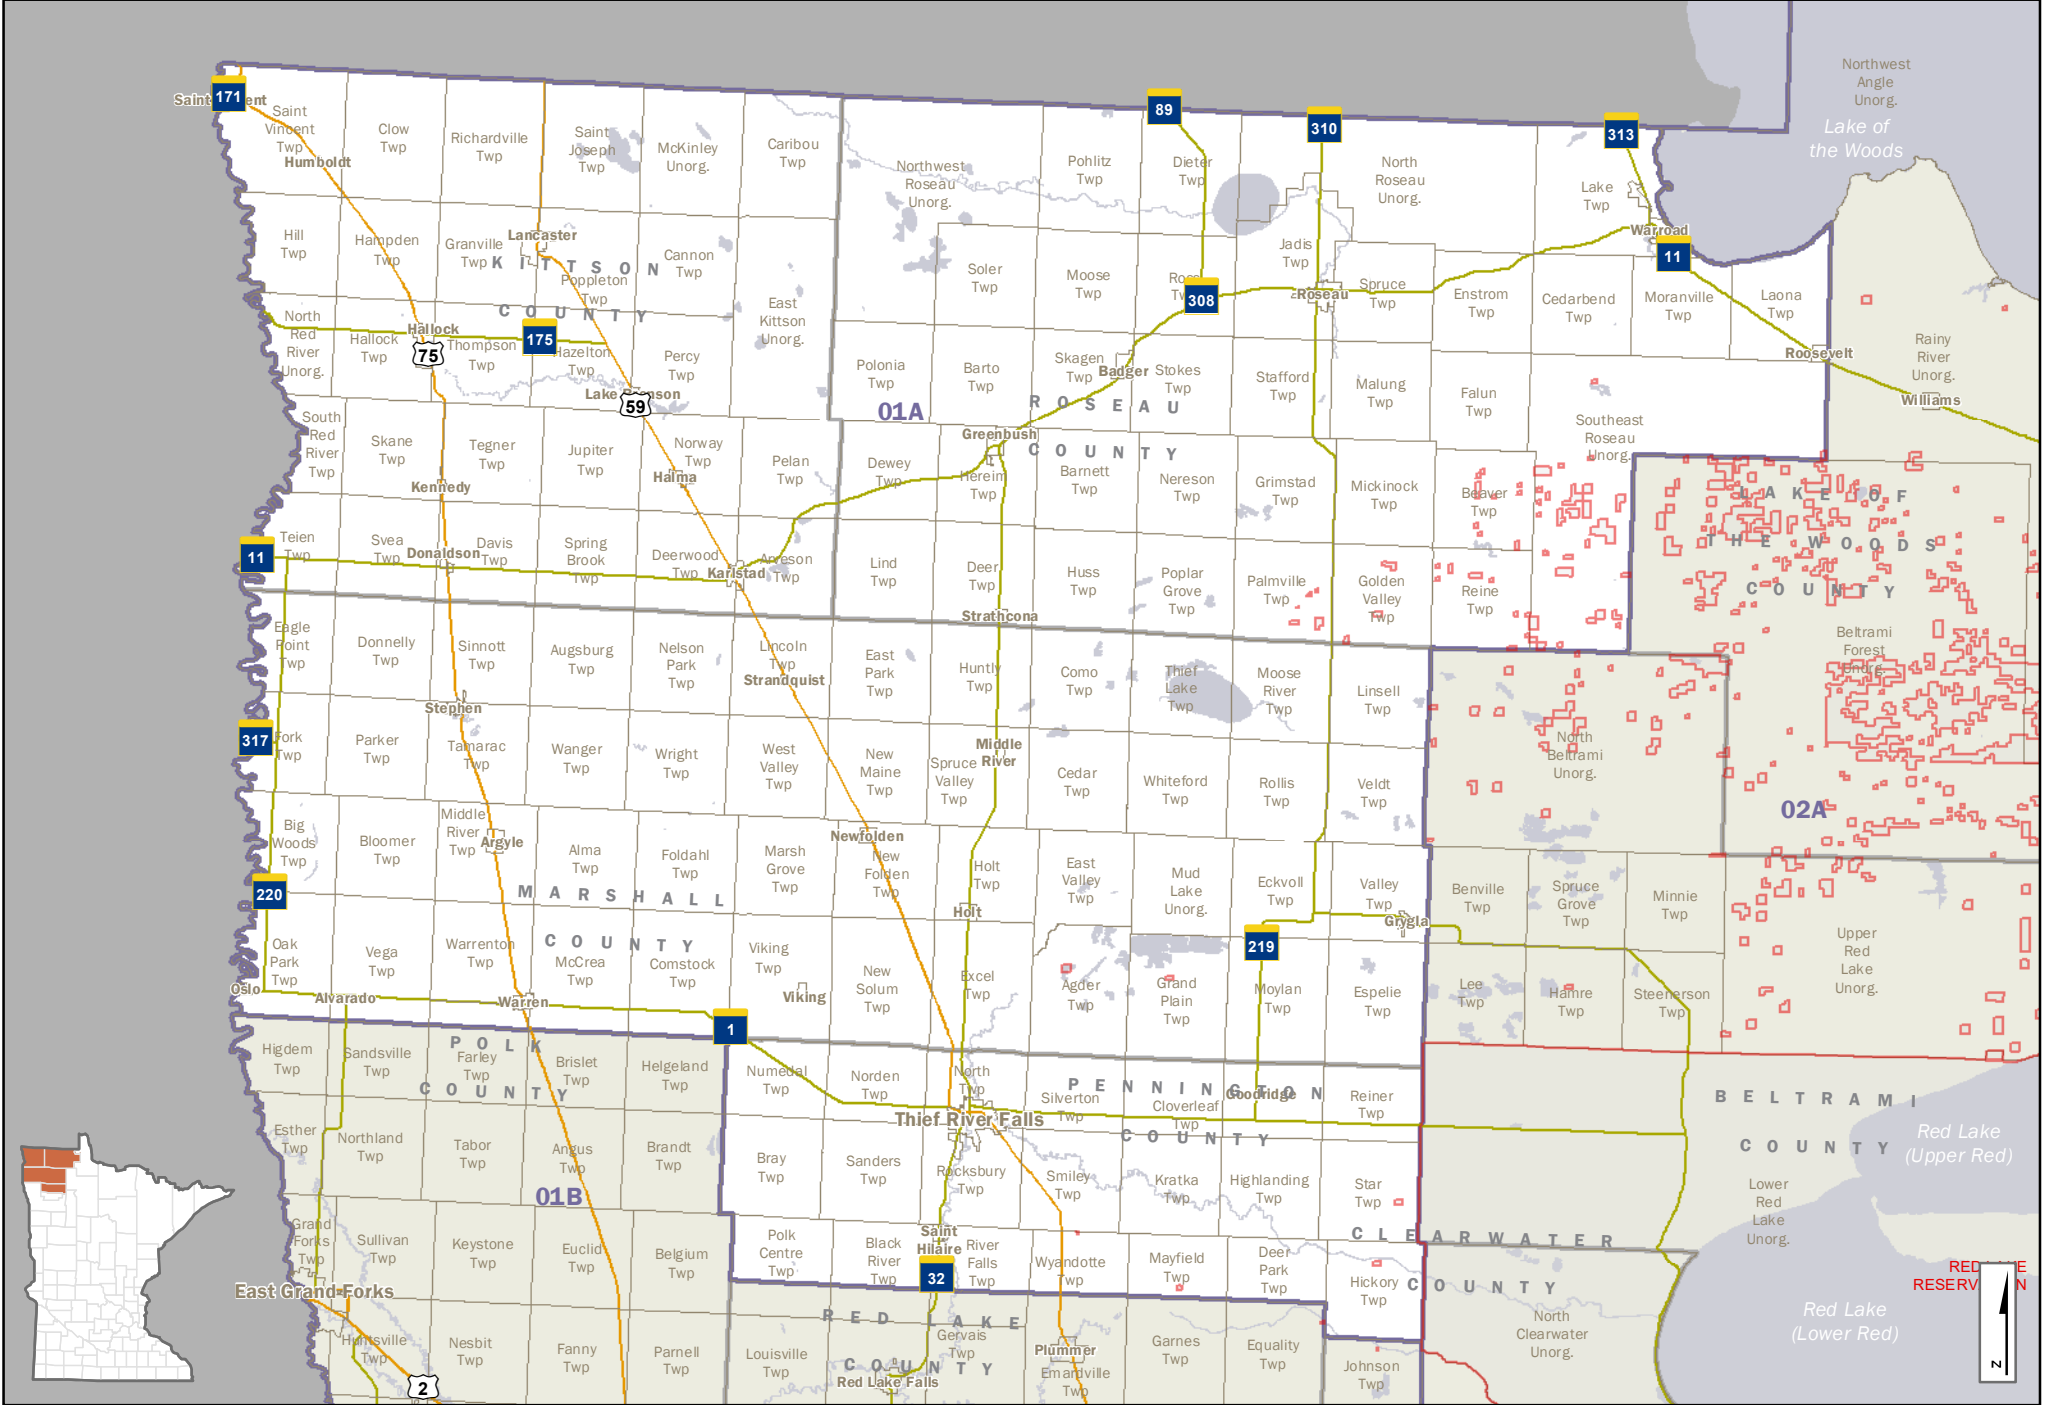 171
89
310
313
Northwest
Angle
Unorg.
Lake of
the Woods
Saint
Vincent
Twp
Humboldt
Clow
Twp
Richardville
Twp
Saint
Joseph
Twp
McKinley
Unorg.
Caribou
Twp
Northwest
Roseau
Unorg.
Pohlitz
Twp
Dieter
Twp
North
Roseau
Unorg.
Lake
Twp
Warroad
11
Hill
Twp
Hampden
Twp
Granville
Twp
Lancaster
KITTSON
COUNTY
Poppleton
Twp
Cannon
Twp
East
Kittson
Unorg.
Soler
Twp
Moose
Twp
308
Jadis
Twp
Roseau
Spruce
Twp
Enstrom
Twp
Cedarbend
Twp
Moranville
Twp
Laona
Twp
Roosevelt
Rainy
River
Unorg.
Williams
North
Red
River
Unorg.
Hallock
Twp
Hallock
75
Thompson
Twp
175
Hazelton
Twp
Percy
Twp
59
Polonia
Twp
Barto
Twp
Skagen
Twp
Badger
Stokes
Twp
Stafford
Twp
Malung
Twp
Falun
Twp
Southeast
Roseau
Unorg.
01A
ROSEAU
COUNTY
South
Red
River
Twp
Skane
Twp
Tegner
Twp
Jupiter
Twp
Norway
Twp
Halma
Pelan
Twp
Dewey
Twp
Greenbush
Hereim
Twp
Barnett
Twp
Nereson
Twp
Grimstad
Twp
Mickinock
Twp
Beaver
Twp
LAKE OF
THE WOODS
COUNTY
Kennedy
11
Teien
Twp
Svea
Twp
Donaldson
Davis
Twp
Spring
Brook
Twp
Deerwood
Twp
Karlstad
Arveson
Twp
Lind
Twp
Deer
Twp
Huss
Twp
Poplar
Grove
Twp
Palmville
Twp
Golden
Valley
Twp
Reine
Twp
Beltrami
Forest
Unorg.
Strathcona
Eagle
Point
Twp
Donnelly
Twp
Sinnott
Twp
Augsburg
Twp
Nelson
Park
Twp
Lincoln
Twp
Strandquist
East
Park
Twp
Huntly
Twp
Como
Twp
Thief
Lake
Twp
Moose
River
Twp
Linsell
Twp
Stephen
317
Fork
Twp
Parker
Twp
Tamarac
Twp
Wanger
Twp
Wright
Twp
West
Valley
Twp
New
Maine
Twp
Spruce
Valley
Twp
Middle
River
Cedar
Twp
Whiteford
Twp
Rollis
Twp
Veldt
Twp
North
Beltrami
Unorg.
02A
Big
Woods
Twp
Bloomer
Twp
Middle
River
Twp
Argyle
Alma
Twp
Foldahl
Twp
Marsh
Grove
Twp
Newfolden
New
Folden
Twp
Holt
Twp
Holt
East
Valley
Twp
Mud
Lake
Unorg.
Eckvoll
Twp
Valley
Twp
Grygla
Benville
Twp
Spruce
Grove
Twp
Minnie
Twp
Upper
Red
Lake
Unorg.
220
MARSHALL
COUNTY
Oak
Park
Twp
Oslo
Vega
Twp
Alvarado
Warrenton
Twp
Warren
McCrea
Twp
Comstock
Twp
Viking
Twp
Viking
New
Solum
Twp
Excel
Twp
Agder
Twp
Grand
Plain
Twp
219
Moylan
Twp
Espelie
Twp
Lee
Twp
Hamre
Twp
Steenerson
Twp
1
POLK
COUNTY
Higdem
Twp
Sandsville
Twp
Farley
Twp
Brislet
Twp
Helgeland
Twp
Numedal
Twp
Norden
Twp
North
Twp
Thief River Falls
Silverton
Twp
PENNINGTON
COUNTY
Cloverleaf
Twp
Goodridge
Reiner
Twp
BELTRAMI
COUNTY
Red Lake
(Upper Red)
Esther
Twp
Northland
Twp
Tabor
Twp
Angus
Twp
Brandt
Twp
Bray
Twp
Sanders
Twp
Rocksbury
Twp
Smiley
Twp
Kratka
Twp
Highlanding
Twp
Star
Twp
Lower
Red
Lake
Unorg.
01B
Grand
Forks
Twp
Sullivan
Twp
Keystone
Twp
Euclid
Twp
Belgium
Twp
Polk
Centre
Twp
Black
River
Twp
Saint
Hilaire
32
River
Falls
Twp
Wyandotte
Twp
Mayfield
Twp
Deer
Park
Twp
Hickory
Twp
CLEARWATER
COUNTY
East Grand Forks
Huntsville
Twp
Nesbit
Twp
Fanny
Twp
Parnell
Twp
Louisville
Twp
RED LAKE
COUNTY
Gervais
Twp
Red Lake Falls
Plummer
Emardville
Twp
Garnes
Twp
Equality
Twp
Johnson
Twp
North
Clearwater
Unorg.
Red Lake
(Lower Red)
2
N